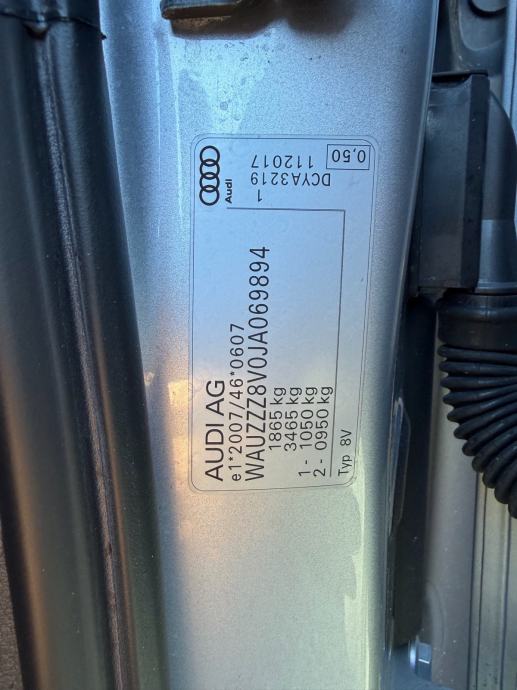 AUDI AG
e1*2007/46*0607
WAUZZZ8V0JA069894
1865 kg
3465 kg
1- 1050 kg
2- 0950 kg
Typ 8V
Audi
1
DCYA3219
112017
0,50